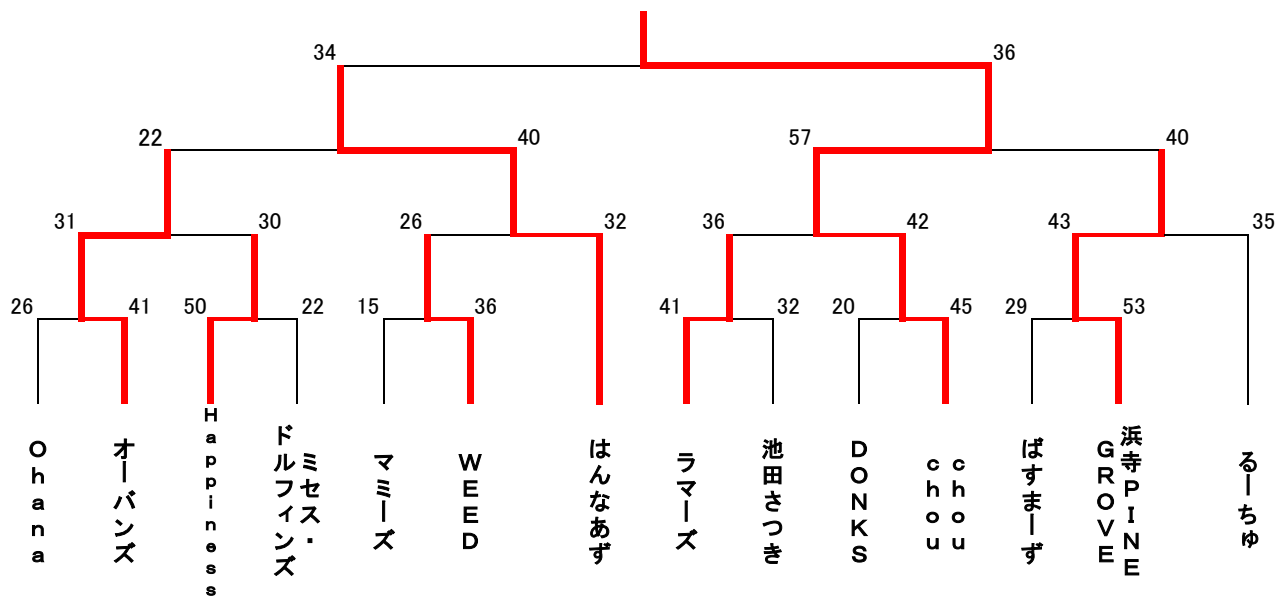 34 36
22 40 57 40
31 30 26 32 36 42 43 35
26 41 50 22 15 36 41 32 20 45 29 53
Ohana
オーバンズ
Happiness
ミセス・
ドルフィンズ
マミーズ
WEED
はんなあず
ラマーズ
池田さつき
DONKS
chou
chou
ばすまーず
浜寺PINE
GROVE
るーちゅ